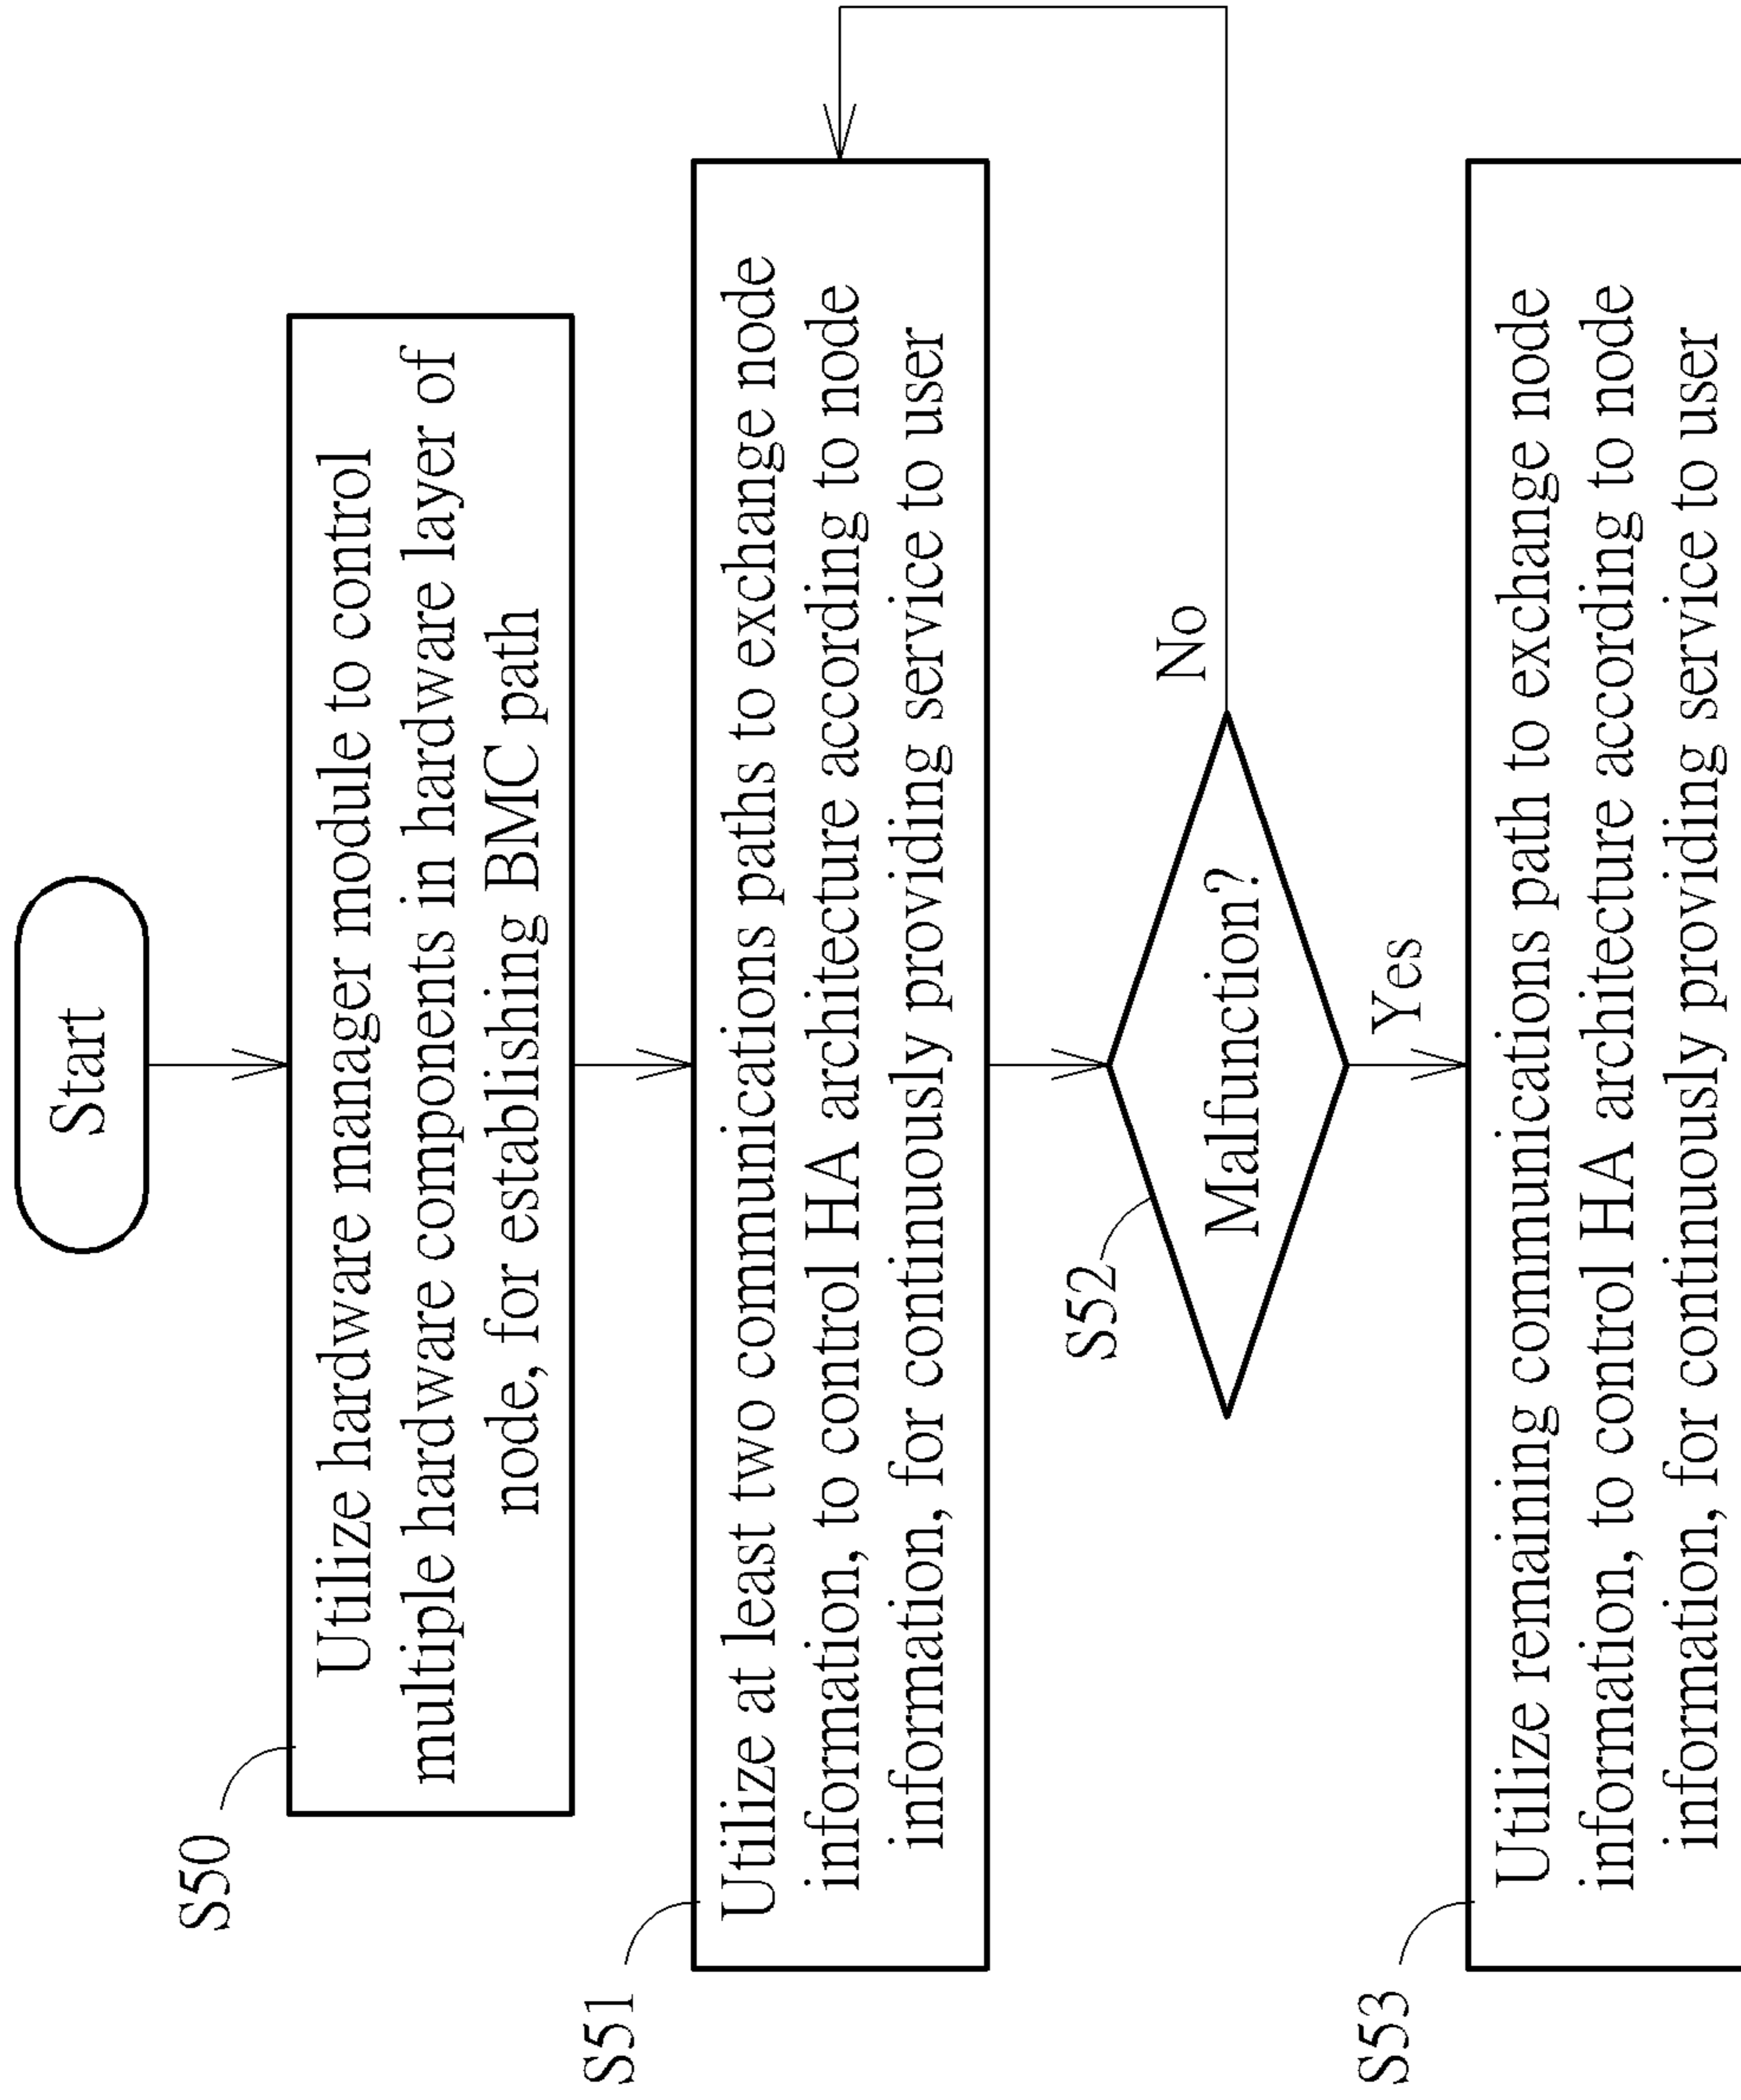 Start
S50
Utilize hardware manager module to control
multiple hardware components in hardware layer of
node, for establishing BMC path
S51
Utilize at least two communications paths to exchange node
information, to control HA architecture according to node
information, for continuously providing service to user
S52
Malfunction?
No
Yes
S53
Utilize remaining communications path to exchange node
information, to control HA architecture according to node
information, for continuously providing service to user